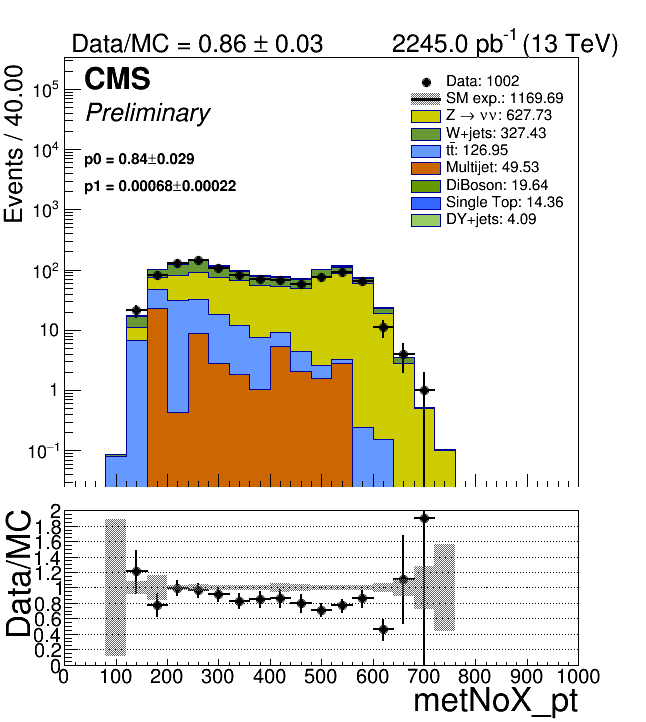 Data/MC = 0.86 ± 0.03 2245.0 pb⁻¹ (13 TeV)
CMS
Preliminary
p0 = 0.84±0.029
p1 = 0.00068±0.00022
Data: 1002
SM exp.: 1169.69
Z → νν: 627.73
W+jets: 327.43
tt̄: 126.95
Multijet: 49.53
DiBoson: 19.64
Single Top: 14.36
DY+jets: 4.09
Events / 40.00
10⁵
10⁴
10³
10²
10
1
10⁻¹
Data/MC
2
1.8
1.6
1.4
1.2
1
0.8
0.6
0.4
0.2
0
0 100 200 300 400 500 600 700 800 900 1000
metNoX_pt